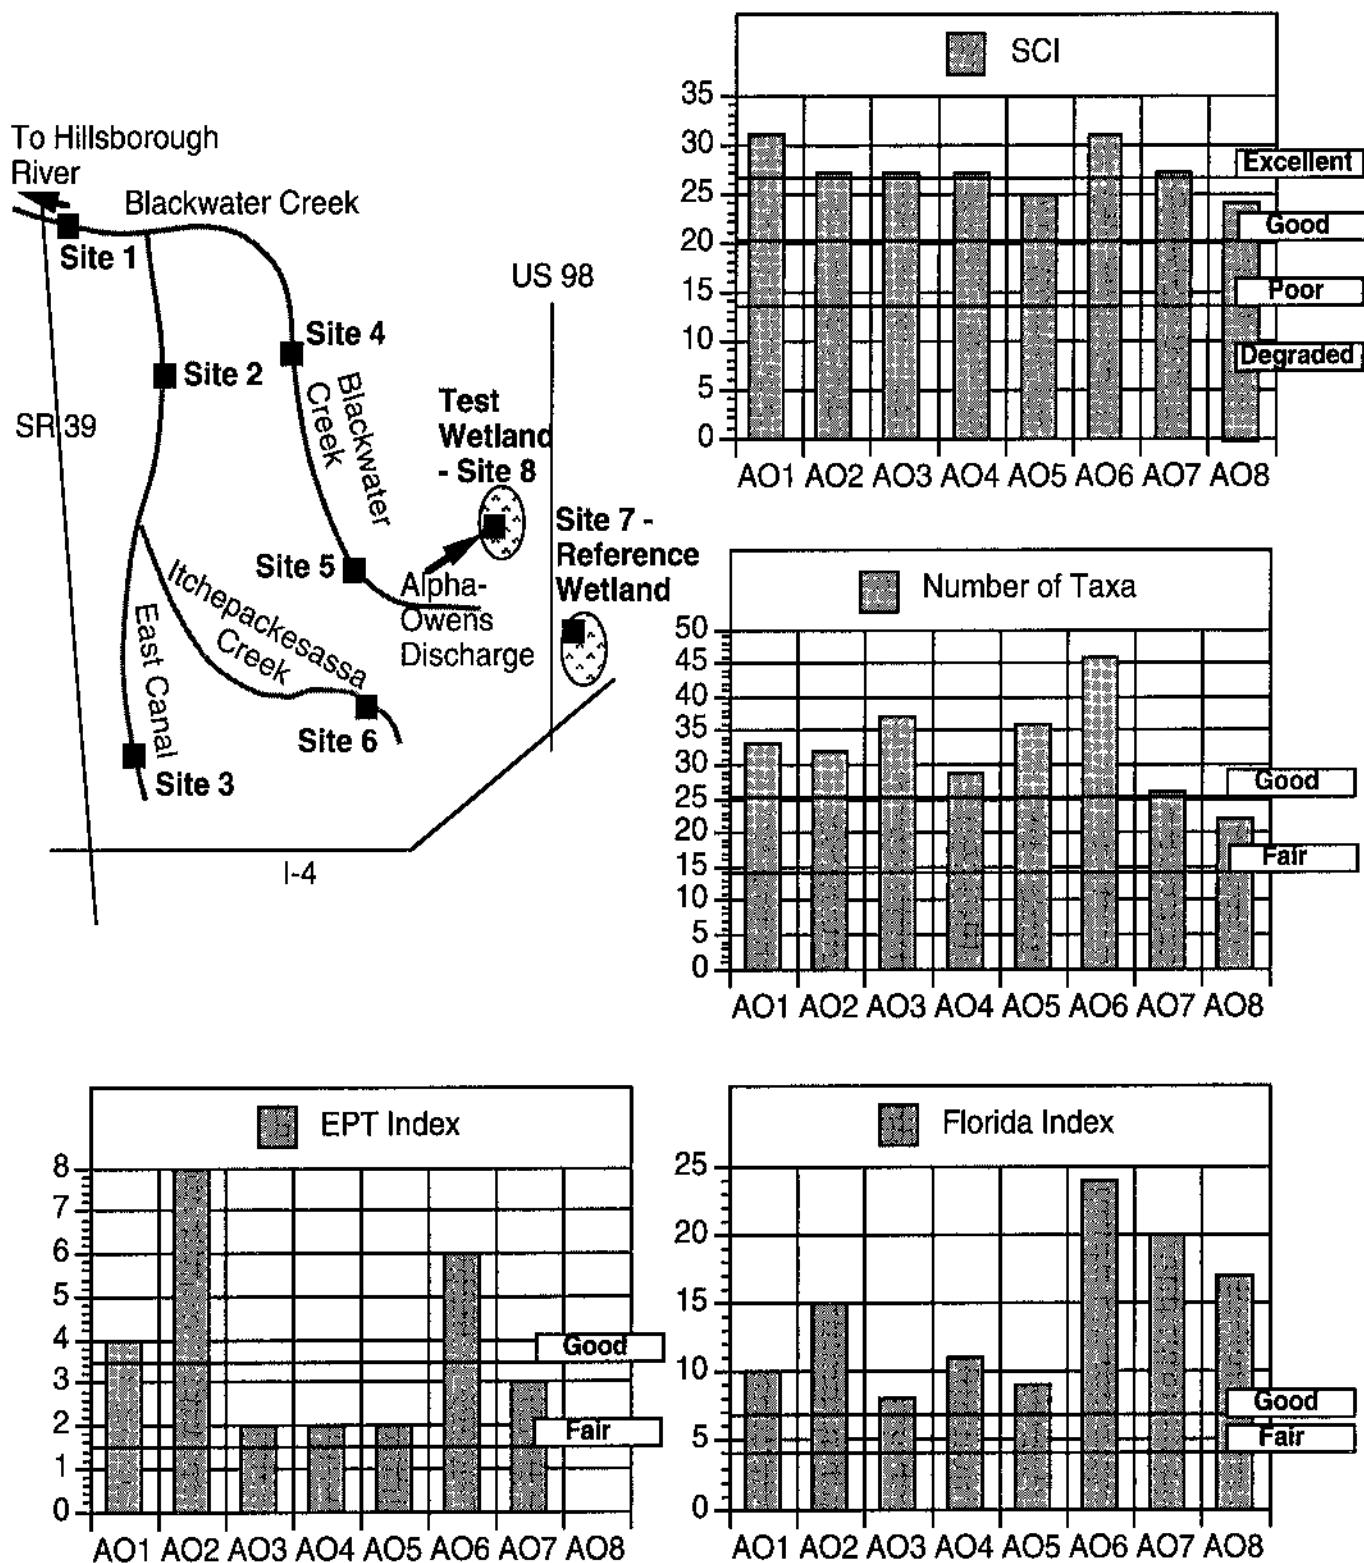 To Hillsborough
River
Blackwater Creek
Site 1
US 98
Site 4
Site 2
SR 39
Blackwater
Creek
Test
Wetland
- Site 8
Site 7 -
Reference
Wetland
Site 5
Alpha-
Owens
Discharge
Itchepackesassa
Creek
East Canal
Site 6
Site 3
I-4
SCI
35
30
25
20
15
10
5
0
Excellent
Good
Poor
Degraded
AO1 AO2 AO3 AO4 AO5 AO6 AO7 AO8
Number of Taxa
50
45
40
35
30
25
20
15
10
5
0
Good
Fair
AO1 AO2 AO3 AO4 AO5 AO6 AO7 AO8
EPT Index
8
7
6
5
4
3
2
1
0
Good
Fair
AO1 AO2 AO3 AO4 AO5 AO6 AO7 AO8
Florida Index
25
20
15
10
5
0
Good
Fair
AO1 AO2 AO3 AO4 AO5 AO6 AO7 AO8